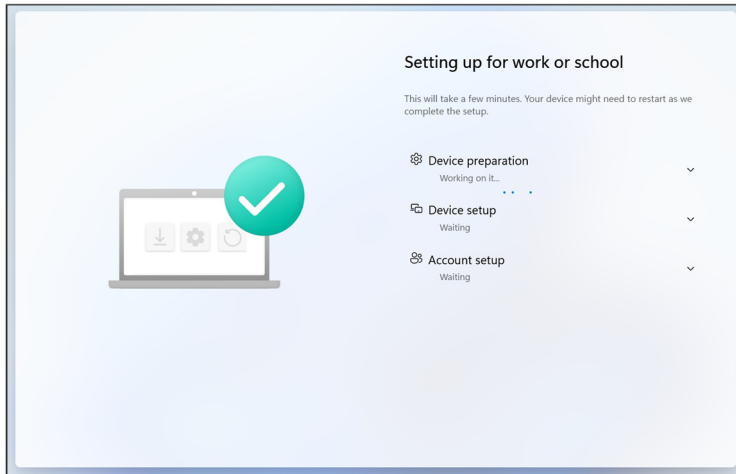 Setting up for work or school
This will take a few minutes. Your device might need to restart as we
complete the setup.
Device preparation
Working on it...
Device setup
Waiting
Account setup
Waiting